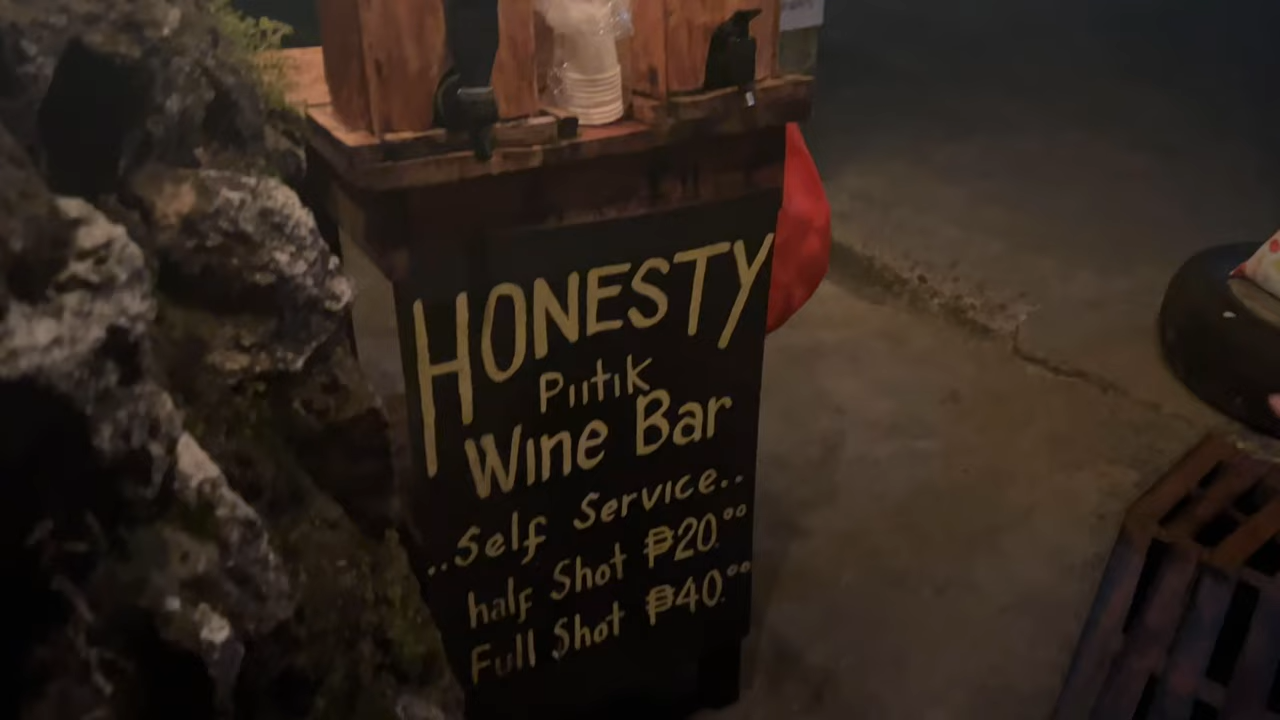 HONESTY
Piitik
Wine Bar
..Self Service..
half Shot ₱20.00
Full Shot ₱40.00